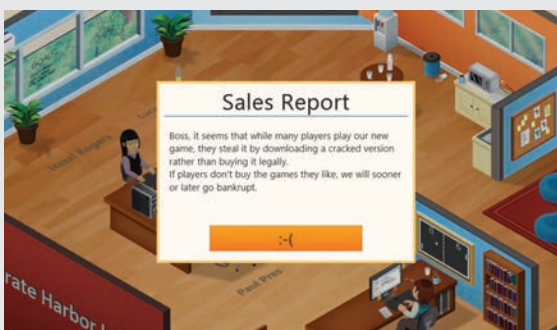 Sales Report
Boss, it seems that while many players play our new
game, they steal it by downloading a cracked version
rather than buying it legally.
If players don't buy the games they like, we will sooner
or later go bankrupt.
:-(
Hazel Rogers
Paul Pres
rate Harbor